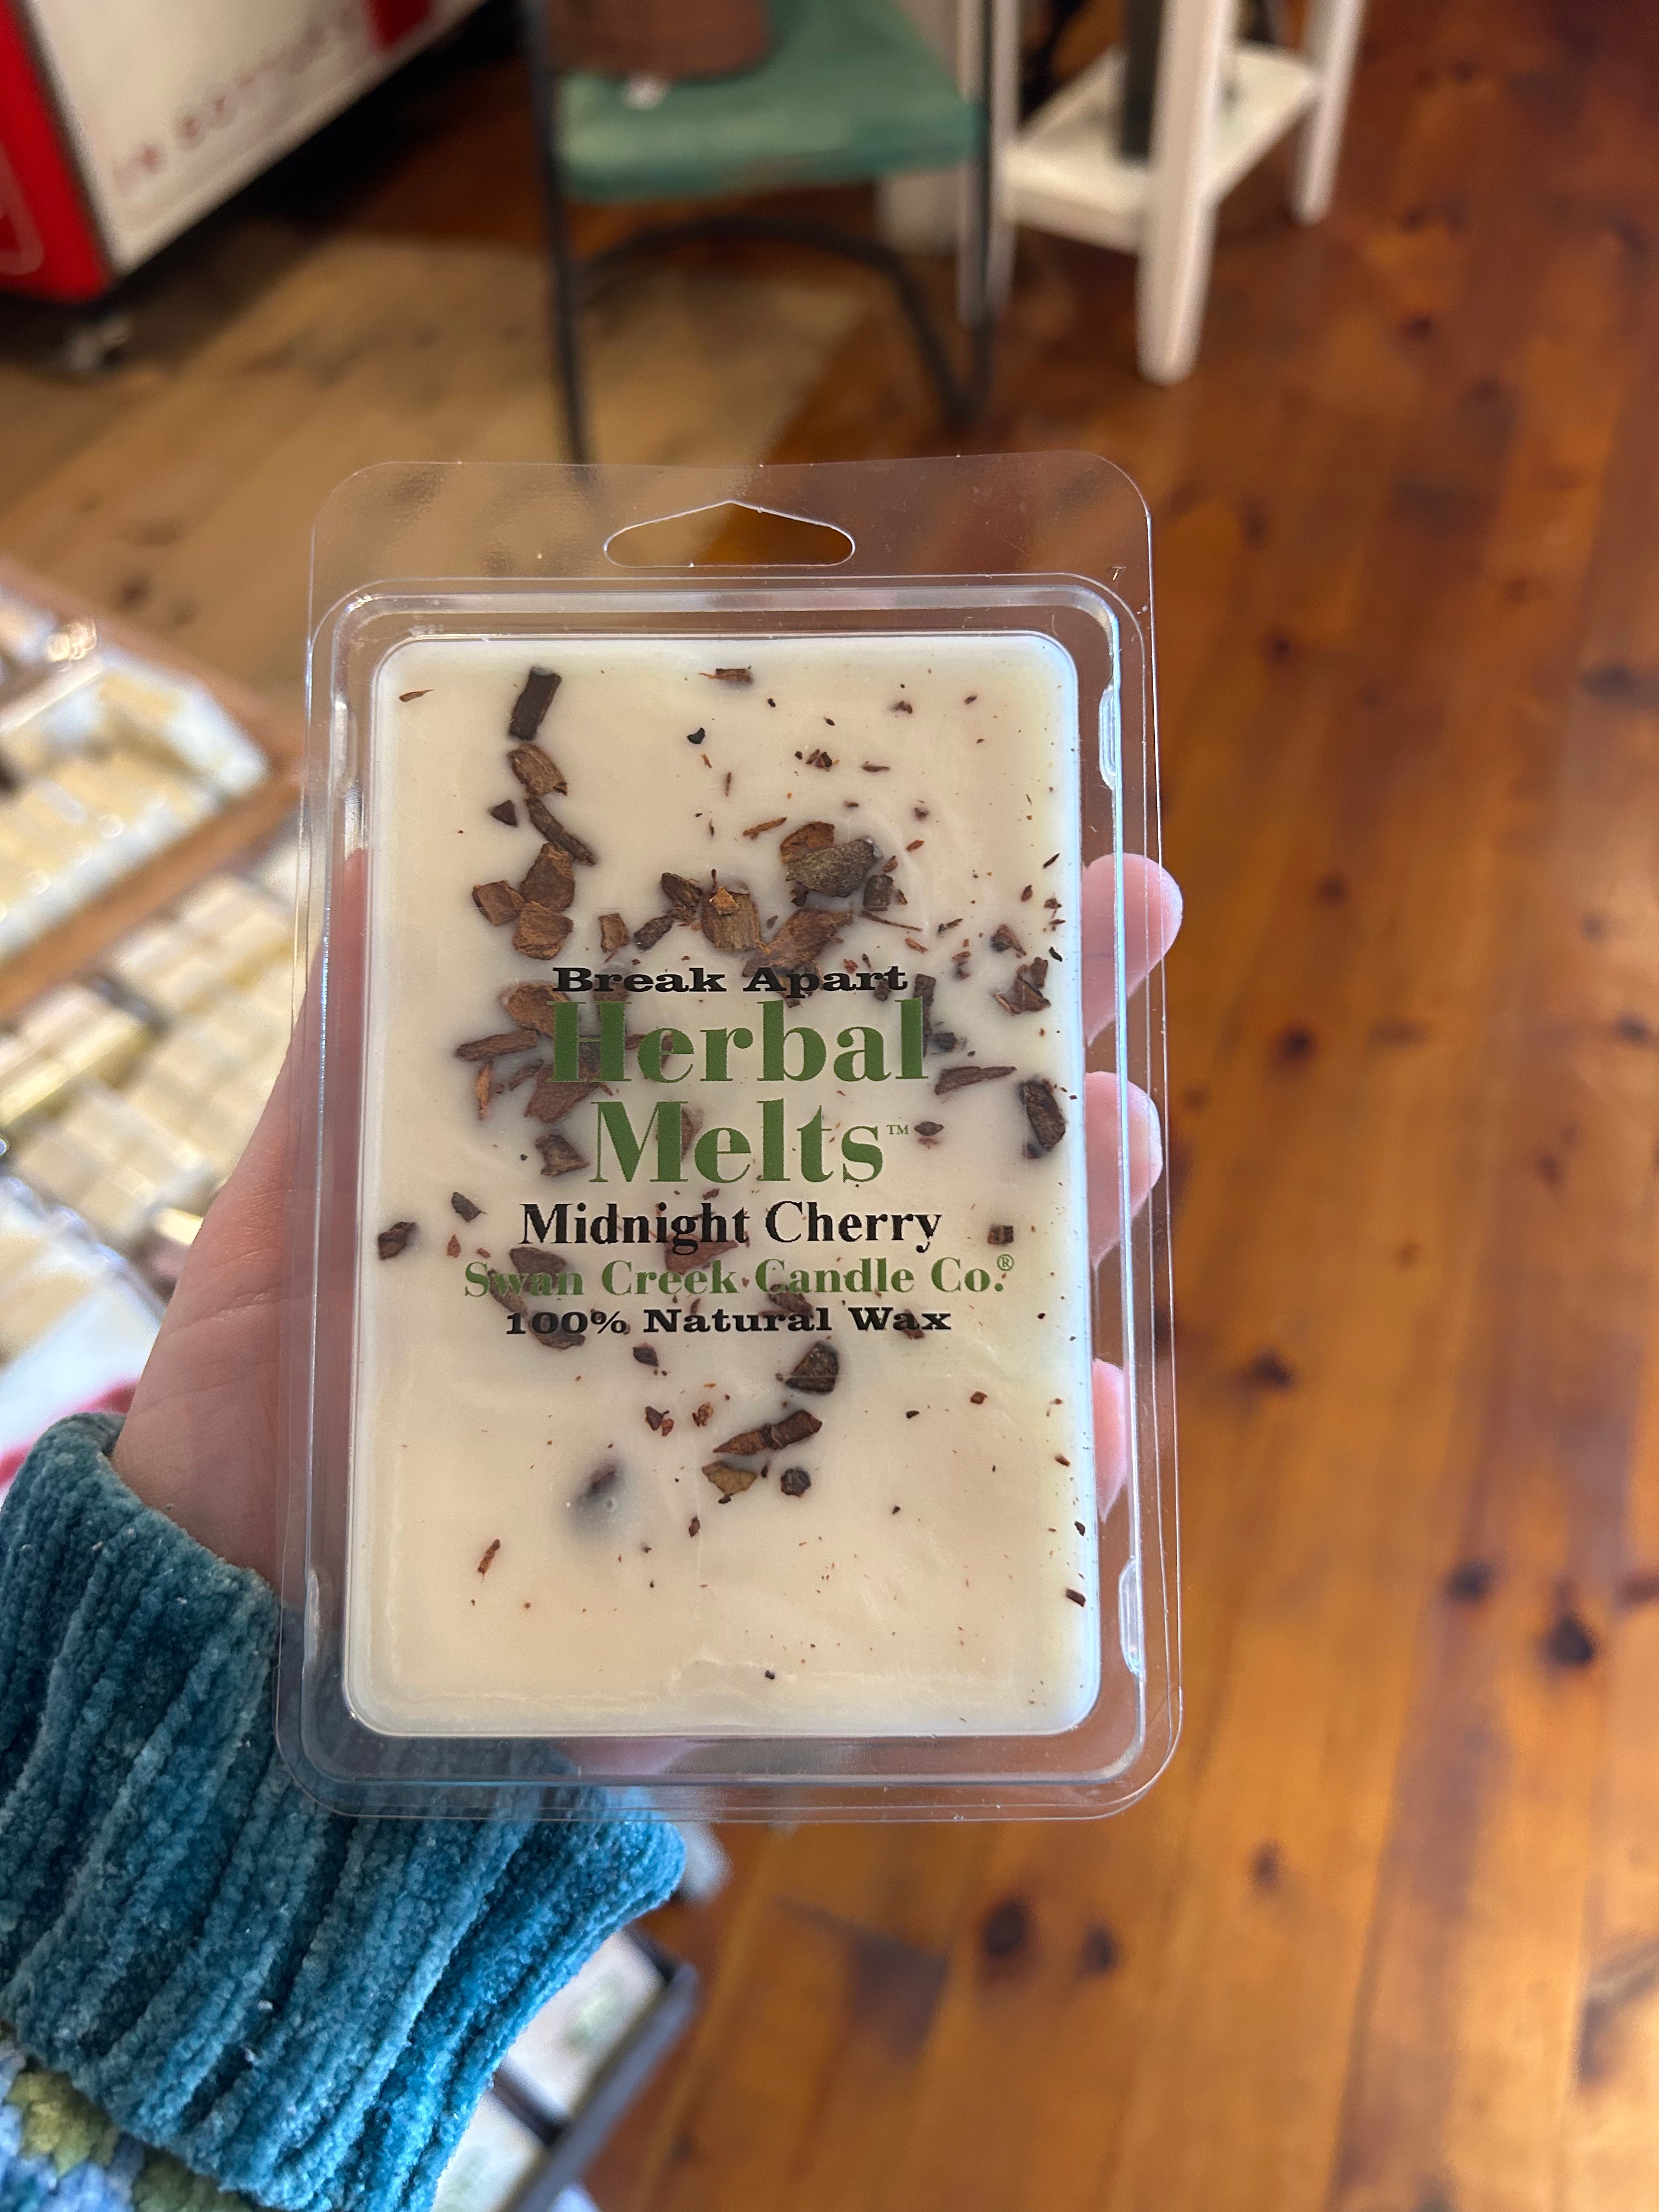 Break Apart
Herbal
Melts™
Midnight Cherry
Swan Creek Candle Co.®
100% Natural Wax